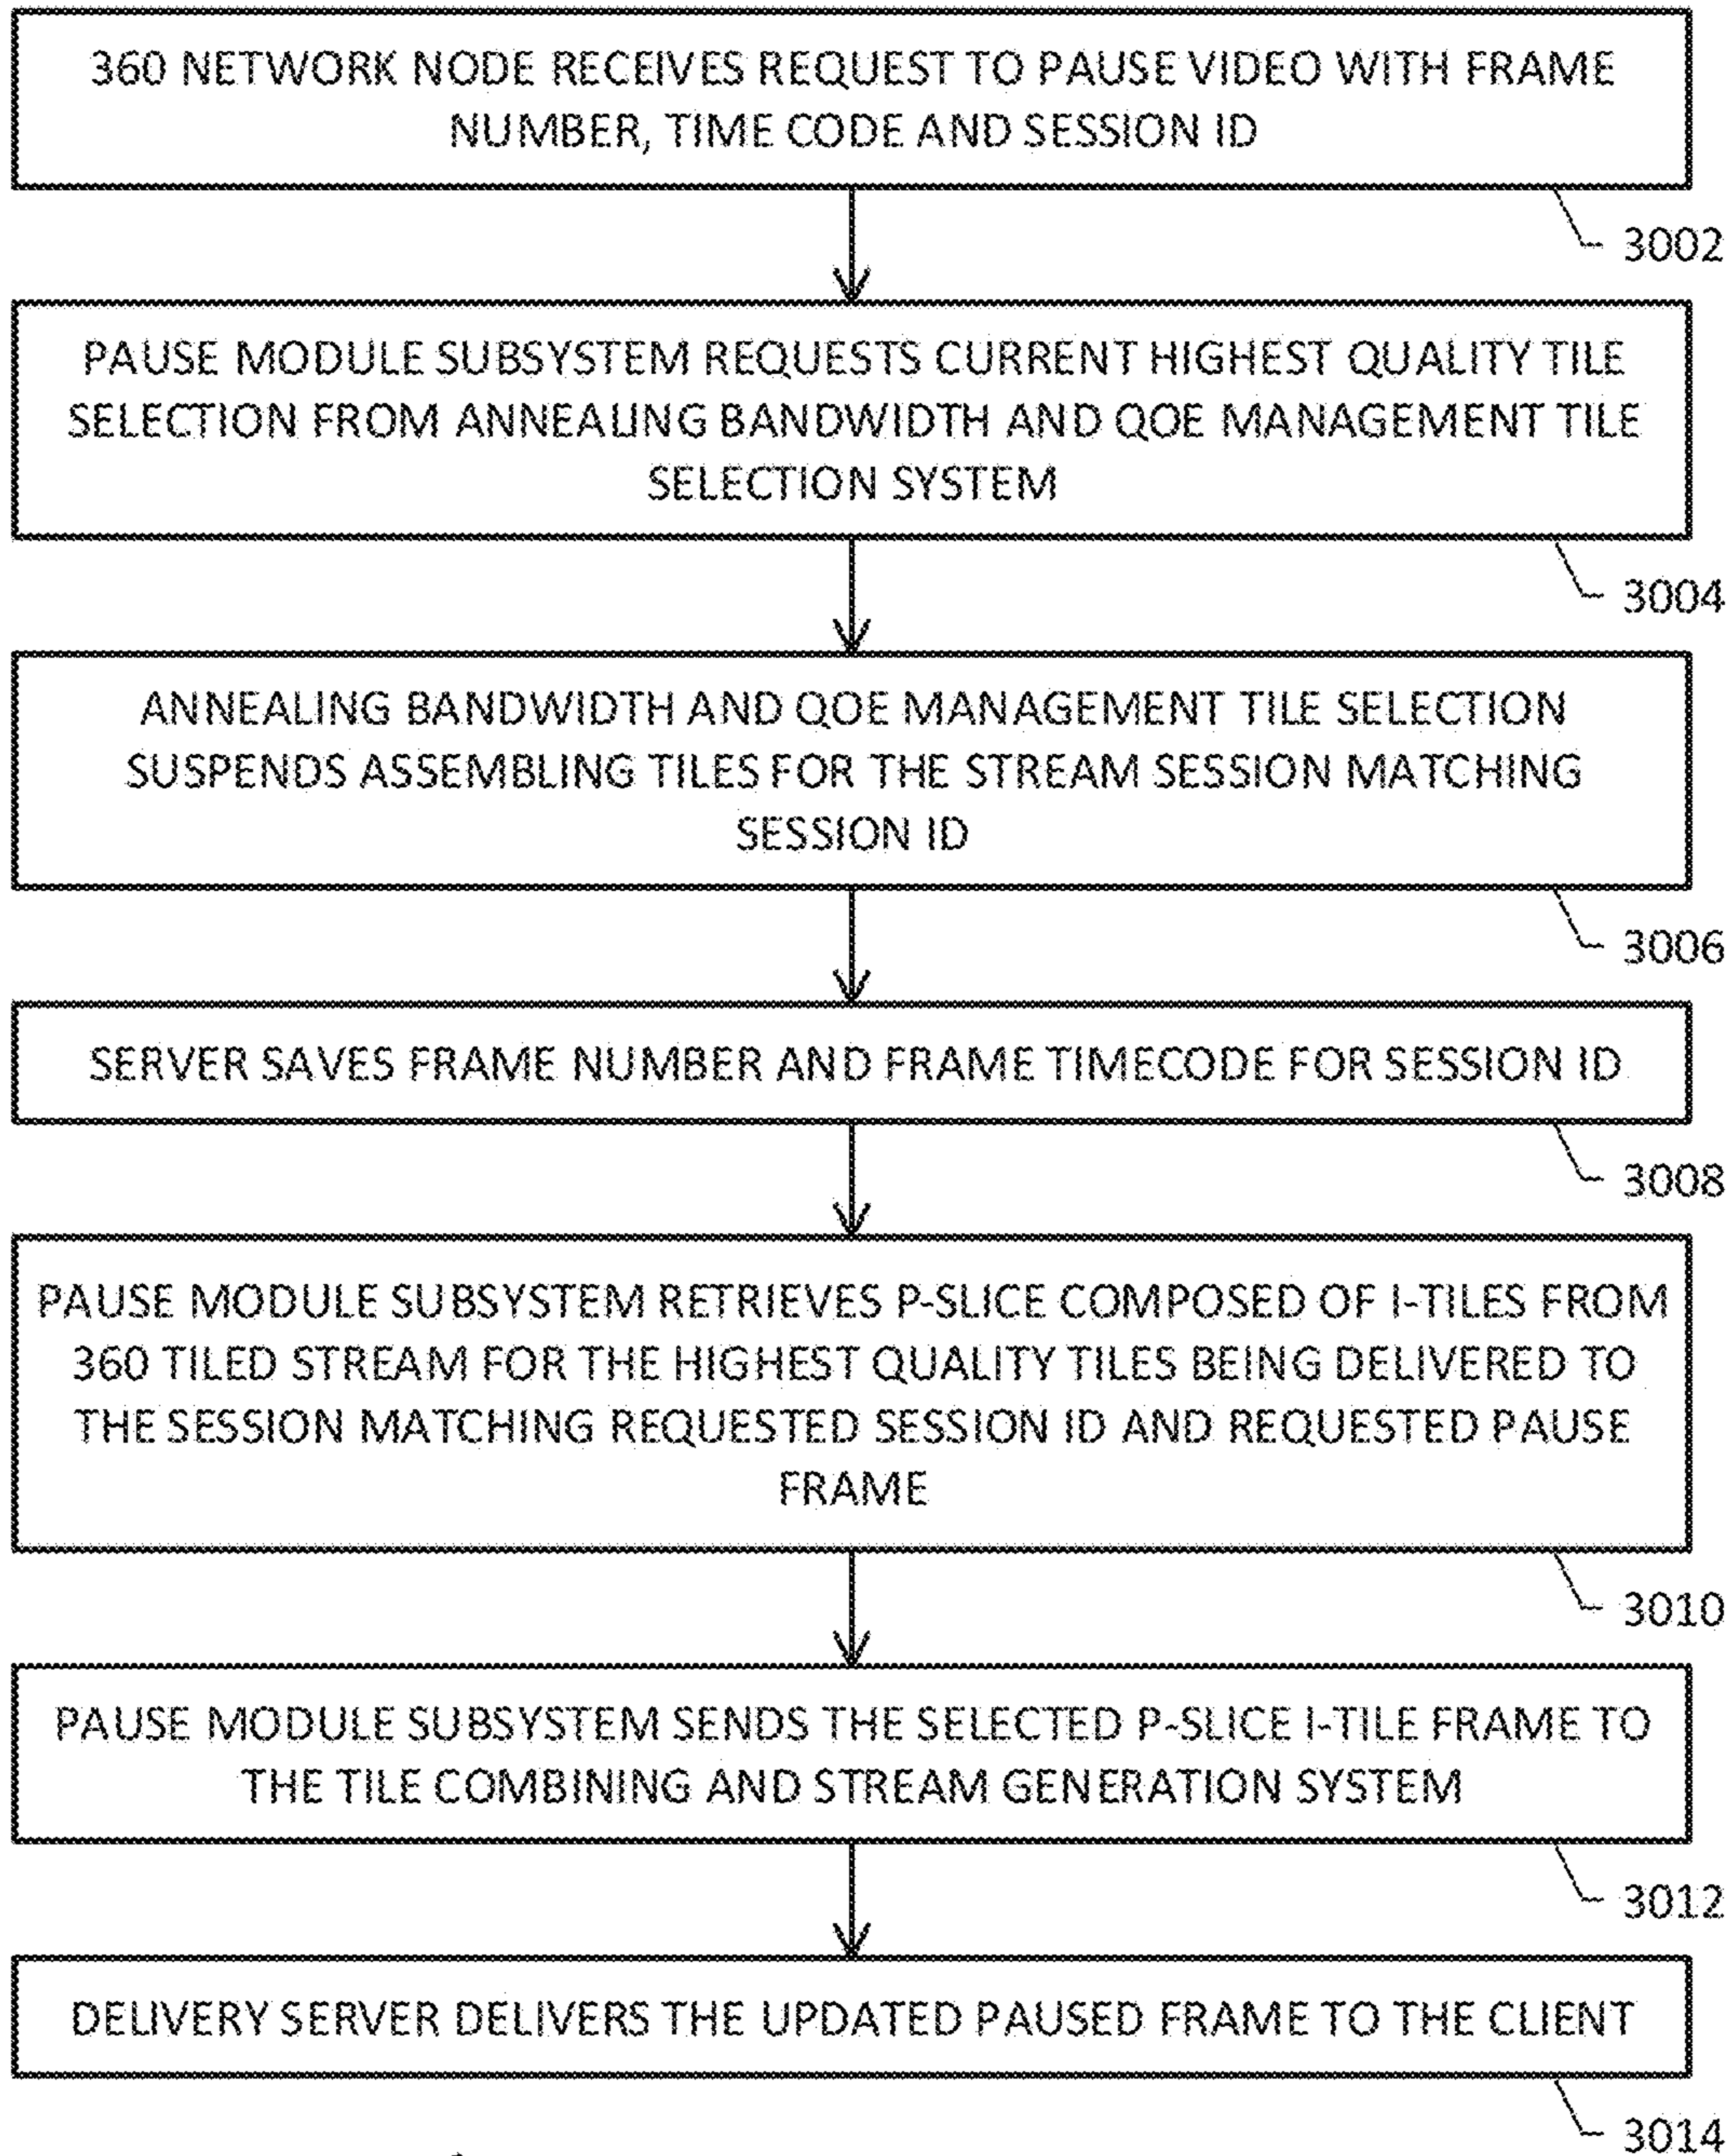 360 NETWORK NODE RECEIVES REQUEST TO PAUSE VIDEO WITH FRAME
NUMBER, TIME CODE AND SESSION ID
3002
PAUSE MODULE SUBSYSTEM REQUESTS CURRENT HIGHEST QUALITY TILE
SELECTION FROM ANNEALING BANDWIDTH AND QOE MANAGEMENT TILE
SELECTION SYSTEM
3004
ANNEALING BANDWIDTH AND QOE MANAGEMENT TILE SELECTION
SUSPENDS ASSEMBLING TILES FOR THE STREAM SESSION MATCHING
SESSION ID
3006
SERVER SAVES FRAME NUMBER AND FRAME TIMECODE FOR SESSION ID
3008
PAUSE MODULE SUBSYSTEM RETRIEVES P-SLICE COMPOSED OF I-TILES FROM
360 TILED STREAM FOR THE HIGHEST QUALITY TILES BEING DELIVERED TO
THE SESSION MATCHING REQUESTED SESSION ID AND REQUESTED PAUSE
FRAME
3010
PAUSE MODULE SUBSYSTEM SENDS THE SELECTED P-SLICE I-TILE FRAME TO
THE TILE COMBINING AND STREAM GENERATION SYSTEM
3012
DELIVERY SERVER DELIVERS THE UPDATED PAUSED FRAME TO THE CLIENT
3014